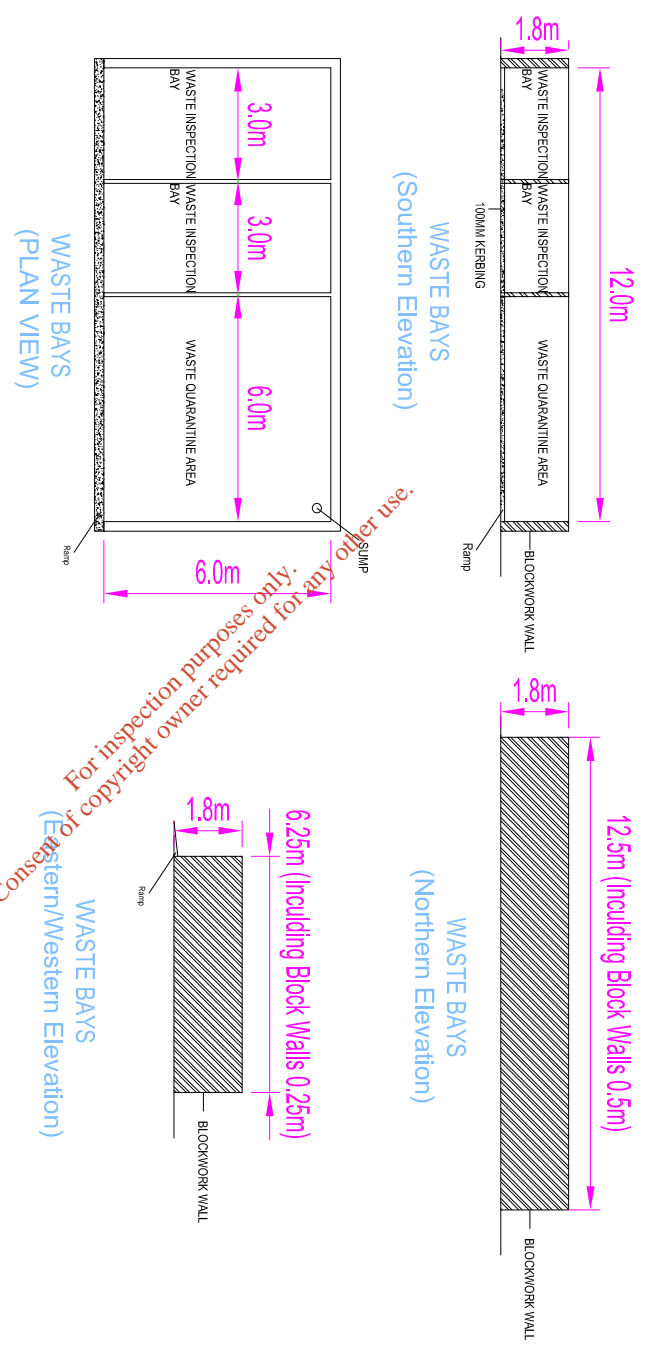 1.8m
WASTE INSPECTION
BAY
WASTE INSPECTION
BAY
WASTE QUARANTINE AREA
12.0m
100MM KERBING
Ramp
BLOCKWORK WALL
WASTE BAYS
(Southern Elevation)
1.8m
12.5m (Inculding Block Walls 0.5m)
BLOCKWORK WALL
WASTE BAYS
(Northern Elevation)
WASTE INSPECTION
BAY
3.0m
WASTE INSPECTION
BAY
3.0m
WASTE QUARANTINE AREA
6.0m
SUMP
Ramp
6.0m
WASTE BAYS
(PLAN VIEW)
1.8m
6.25m (Inculding Block Walls 0.25m)
Ramp
BLOCKWORK WALL
WASTE BAYS
(Eastern/Western Elevation)
For inspection purposes only.
Consent of copyright owner required for any other use.